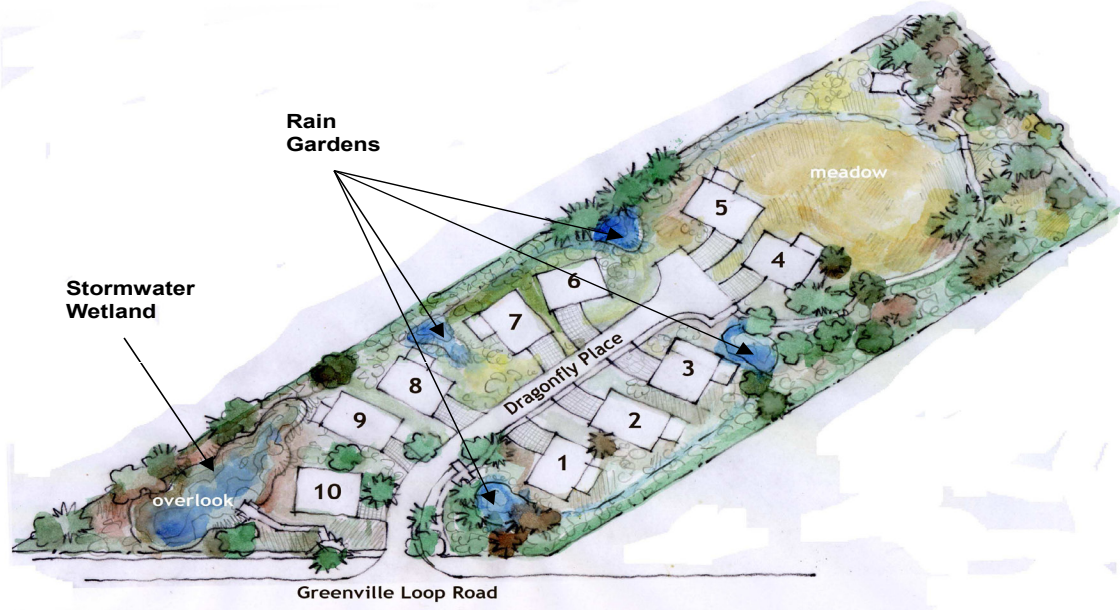 Rain
Gardens
meadow
5
4
6
Stormwater
Wetland
7
Dragonfly Place
3
8
9
2
1
10
overlook
Greenville Loop Road